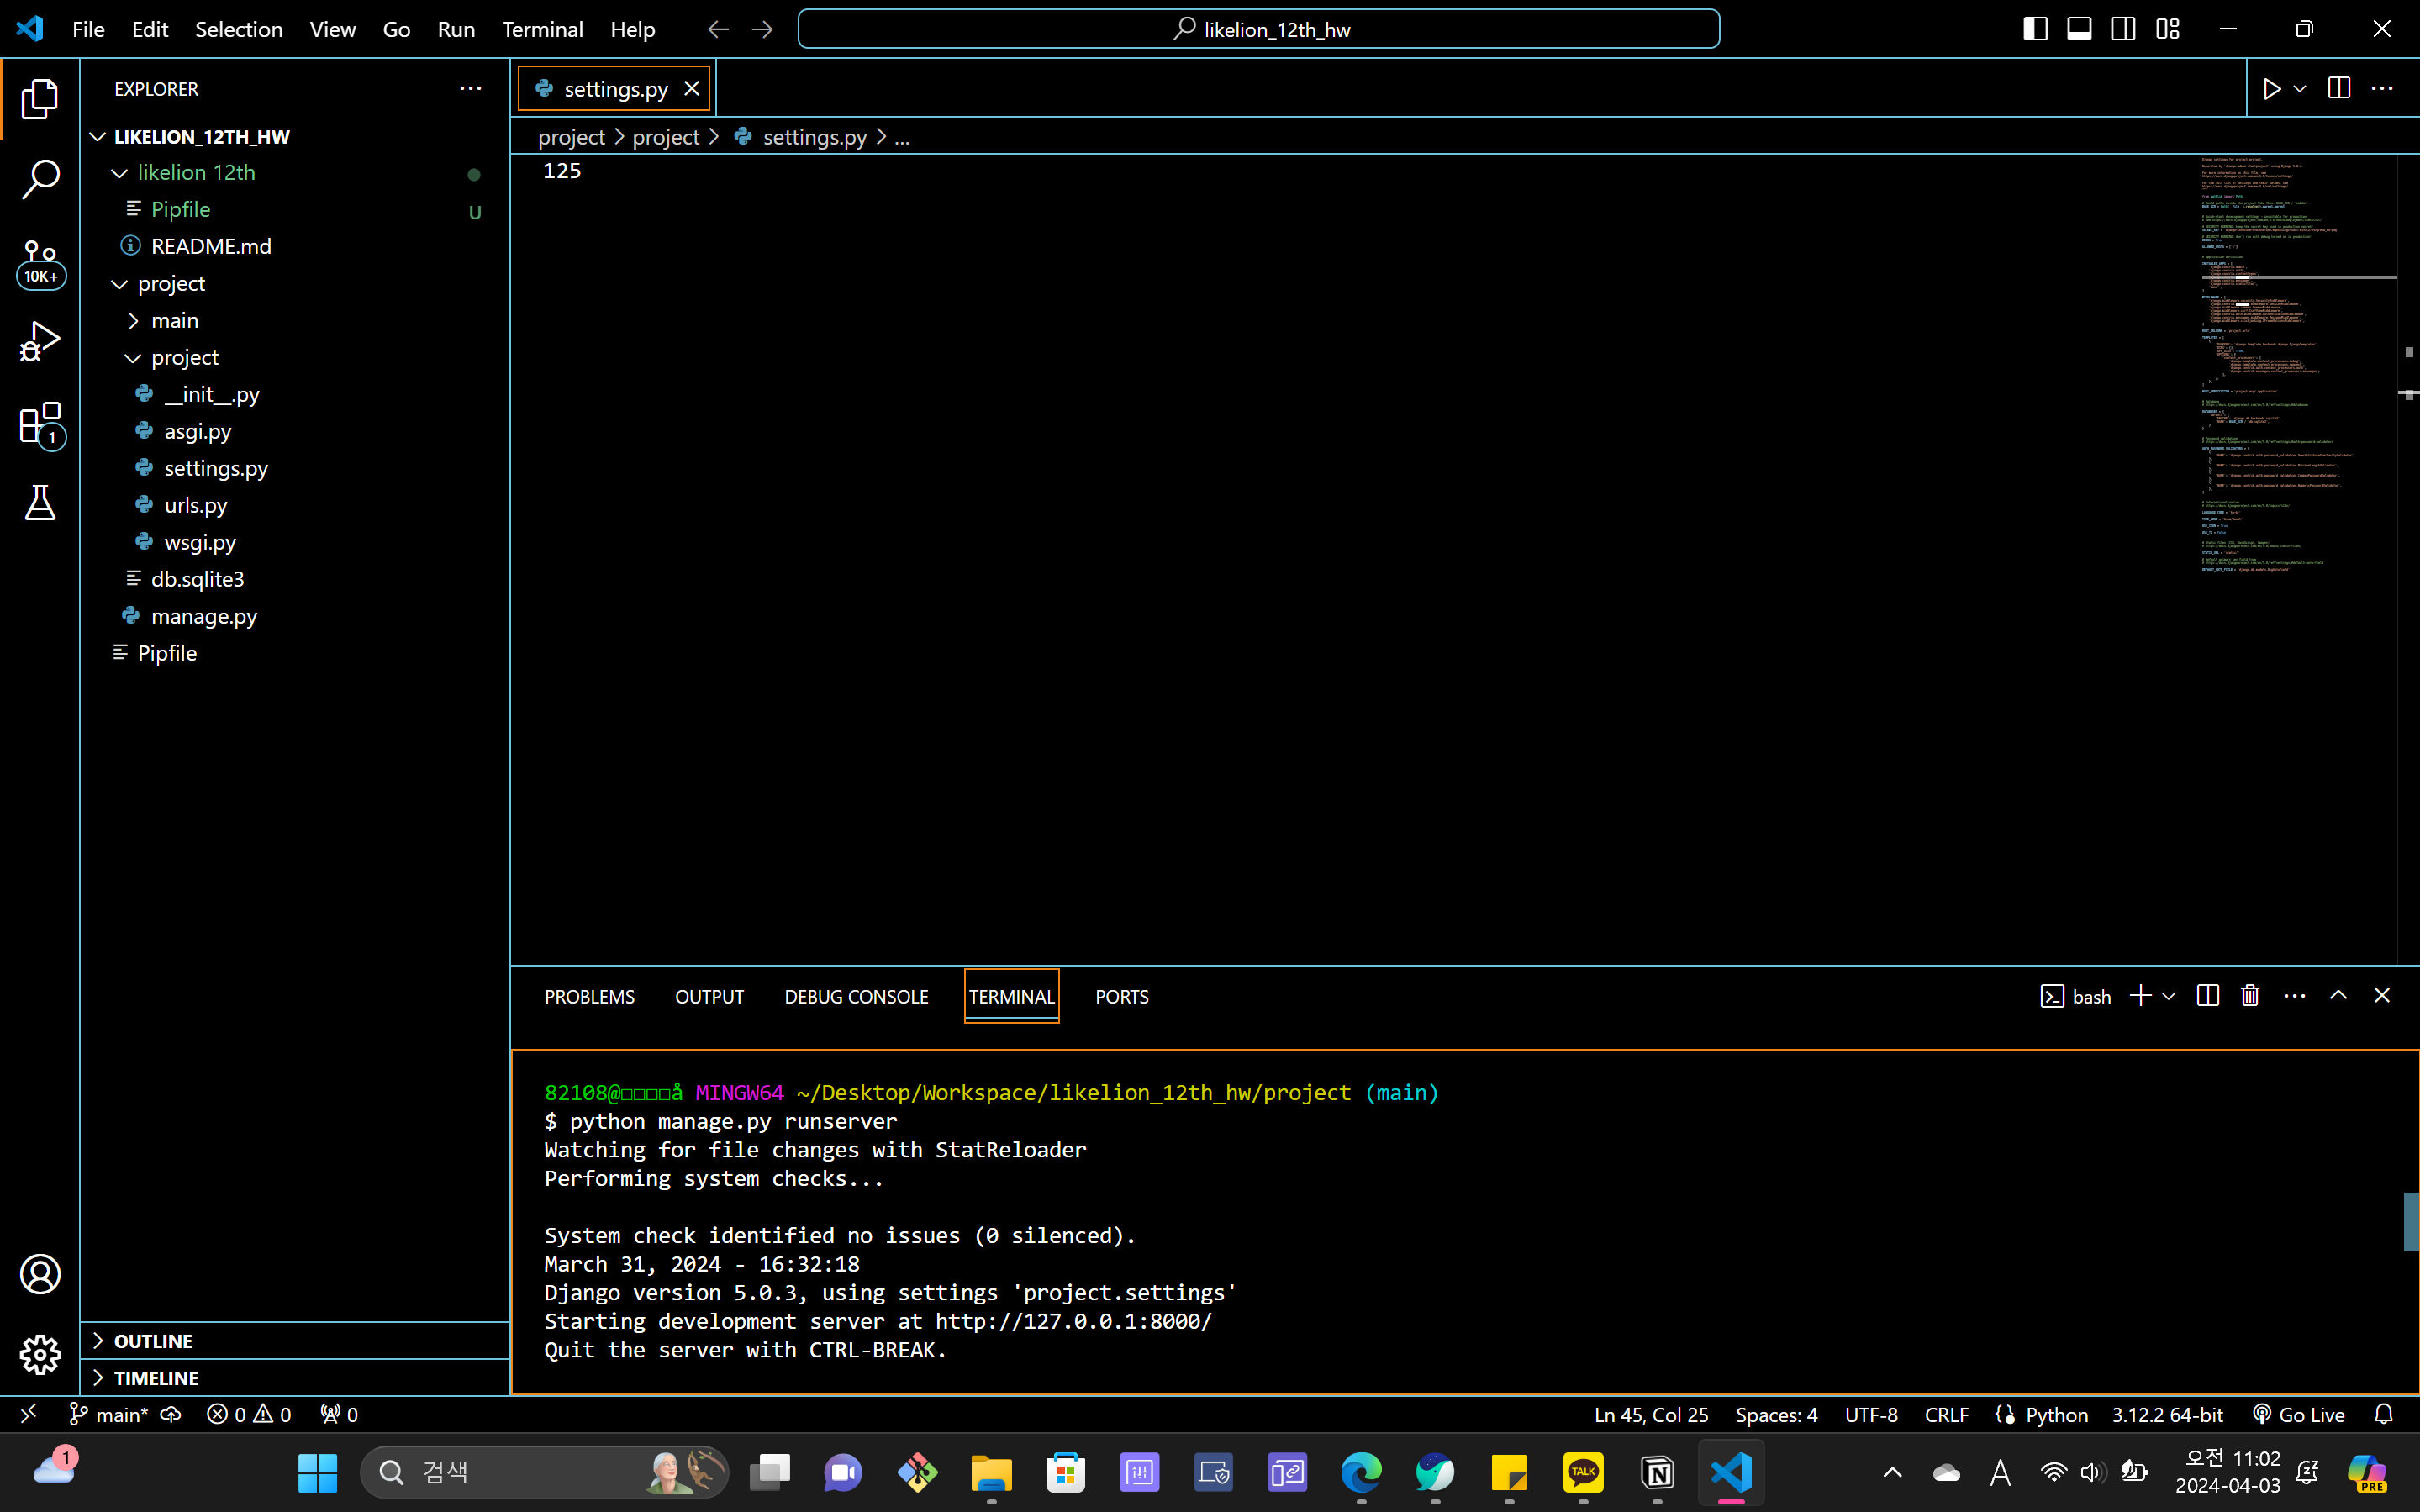 File Edit Selection View Go Run Terminal Help likelion_12th_hw
EXPLORER
LIKELION_12TH_HW
likelion 12th
Pipfile U
README.md
project
main
project
__init__.py
asgi.py
settings.py
urls.py
wsgi.py
db.sqlite3
manage.py
Pipfile
OUTLINE
TIMELINE
10K+
1
settings.py
project > project > settings.py > ...
125
PROBLEMS OUTPUT DEBUG CONSOLE TERMINAL PORTS bash
82108@□□□□å MINGW64 ~/Desktop/Workspace/likelion_12th_hw/project (main)
$ python manage.py runserver
Watching for file changes with StatReloader
Performing system checks...
System check identified no issues (0 silenced).
March 31, 2024 - 16:32:18
Django version 5.0.3, using settings 'project.settings'
Starting development server at http://127.0.0.1:8000/
Quit the server with CTRL-BREAK.
main* 0 0 0 Ln 45, Col 25 Spaces: 4 UTF-8 CRLF Python 3.12.2 64-bit Go Live
1 검색 TALK A 오전 11:02
2024-04-03 PRE